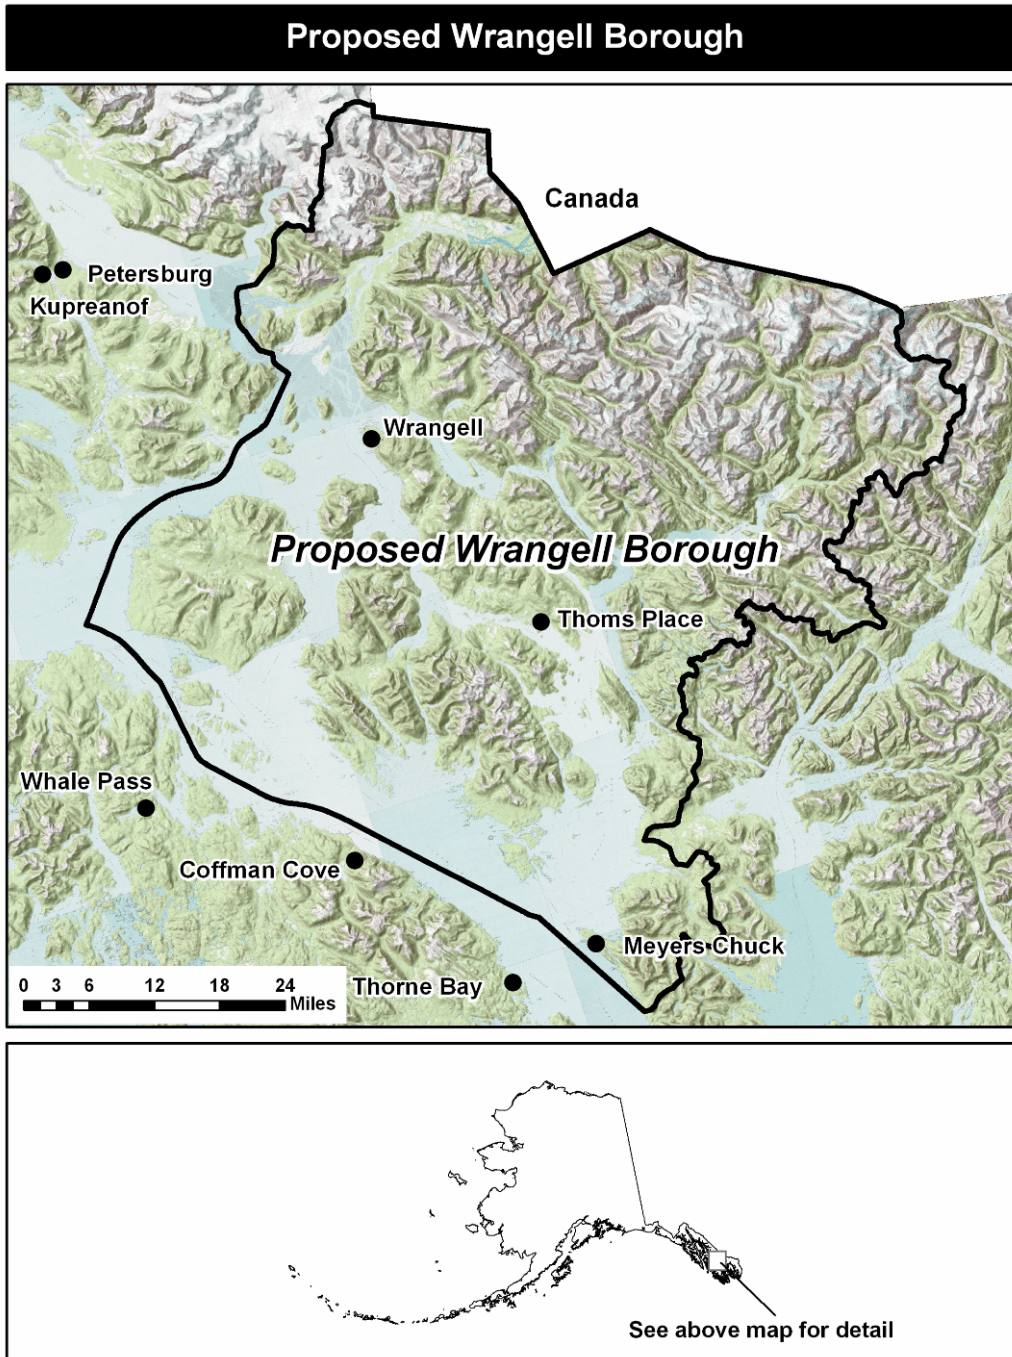 Proposed Wrangell Borough
Canada
Petersburg
Kupreanof
Wrangell
Proposed Wrangell Borough
Thoms Place
Whale Pass
Coffman Cove
Meyers Chuck
Thorne Bay
0 3 6 12 18 24
Miles
See above map for detail